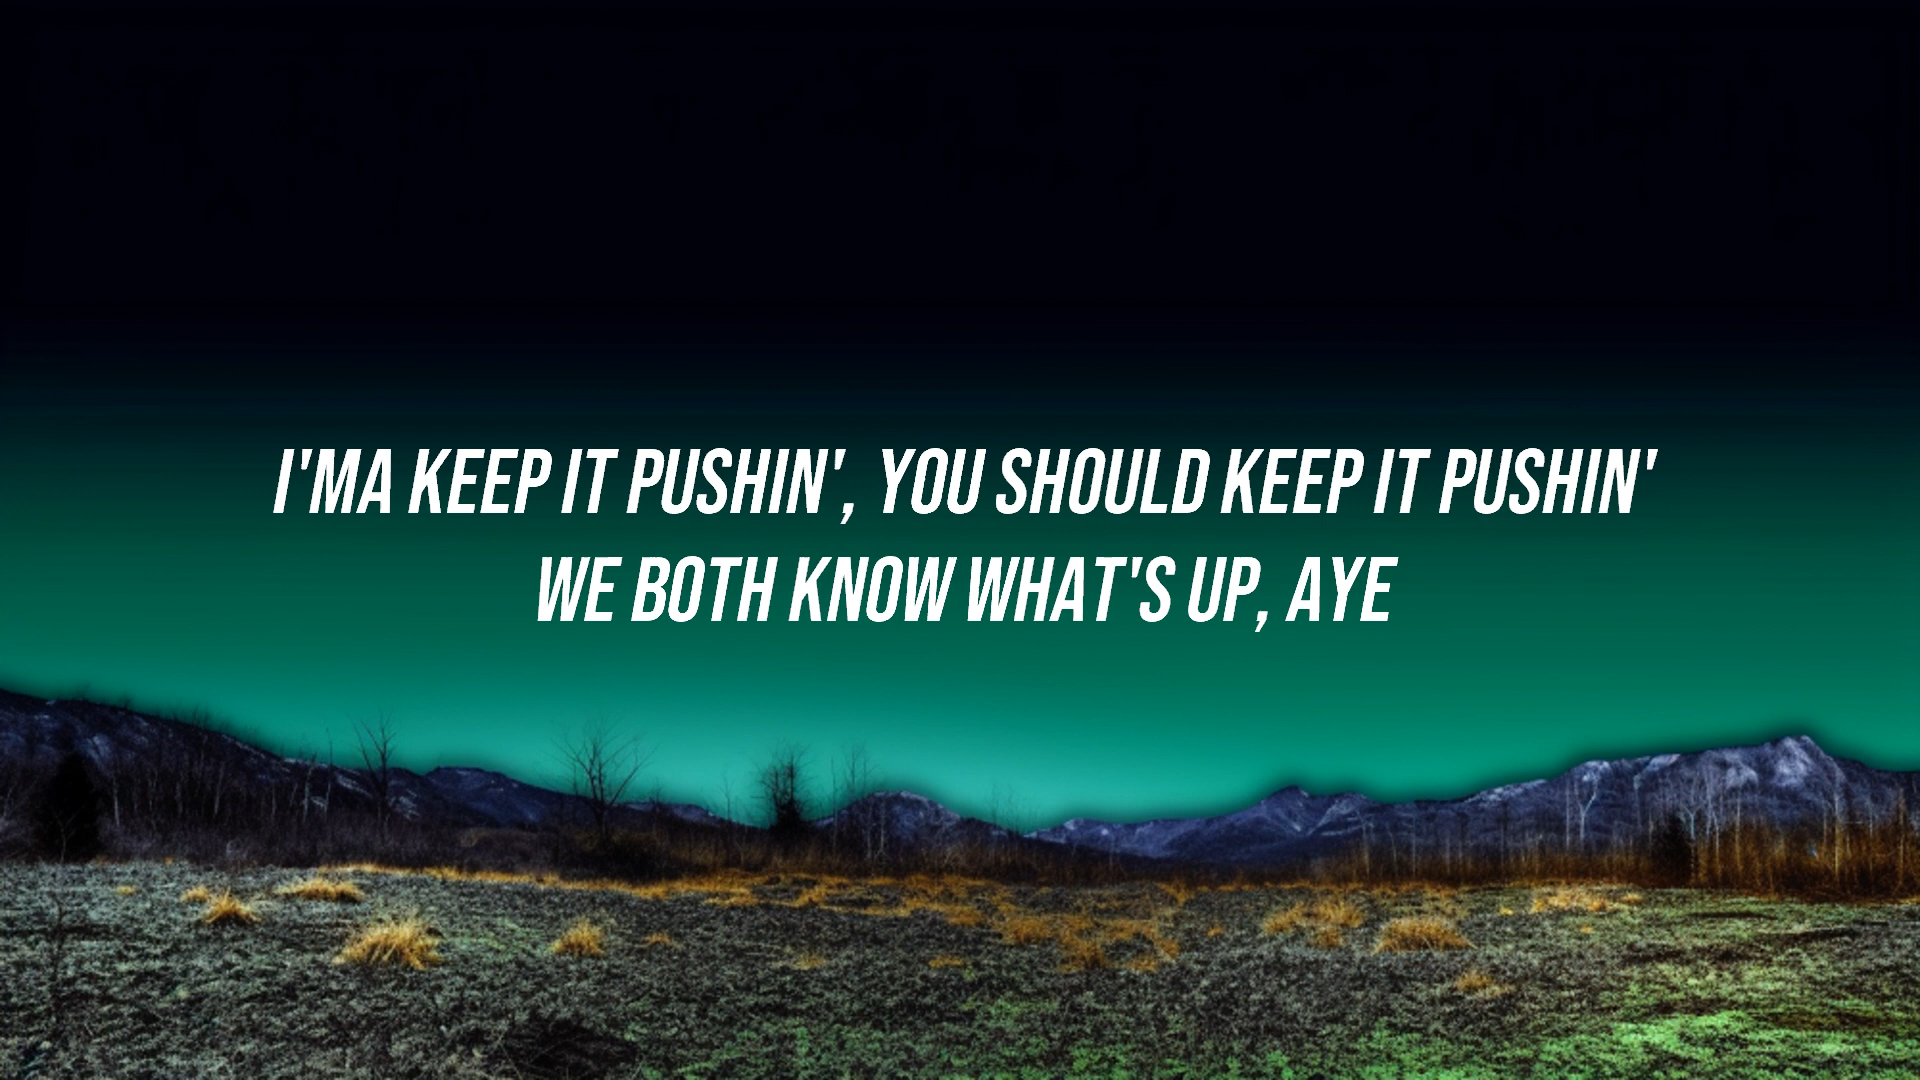 I'MA KEEP IT PUSHIN', YOU SHOULD KEEP IT PUSHIN'
WE BOTH KNOW WHAT'S UP, AYE